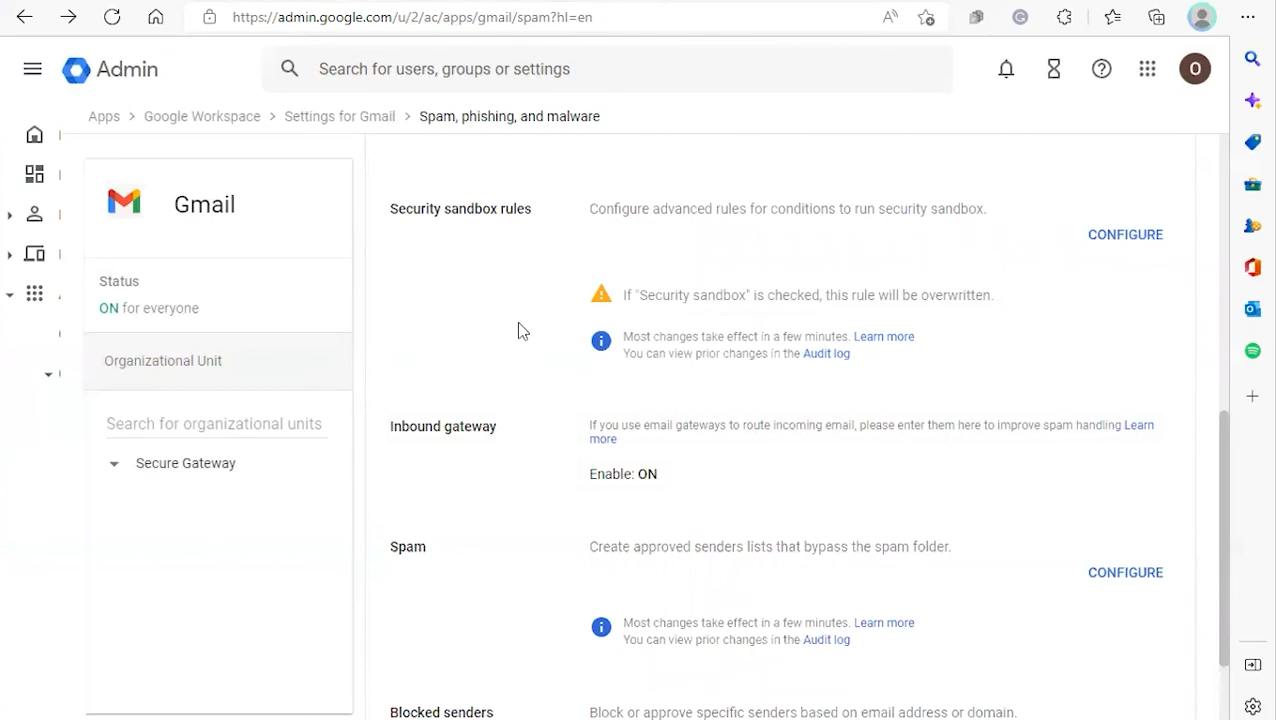 https://admin.google.com/u/2/ac/apps/gmail/spam?hl=en
Admin
Search for users, groups or settings
O
Apps > Google Workspace > Settings for Gmail > Spam, phishing, and malware
Gmail
Status
ON for everyone
Organizational Unit
Search for organizational units
Secure Gateway
Security sandbox rules
Configure advanced rules for conditions to run security sandbox.
CONFIGURE
If "Security sandbox" is checked, this rule will be overwritten.
Most changes take effect in a few minutes. Learn more
You can view prior changes in the Audit log
Inbound gateway
If you use email gateways to route incoming email, please enter them here to improve spam handling Learn
more
Enable: ON
Spam
Create approved senders lists that bypass the spam folder.
CONFIGURE
Most changes take effect in a few minutes. Learn more
You can view prior changes in the Audit log
Blocked senders
Block or approve specific senders based on email address or domain.